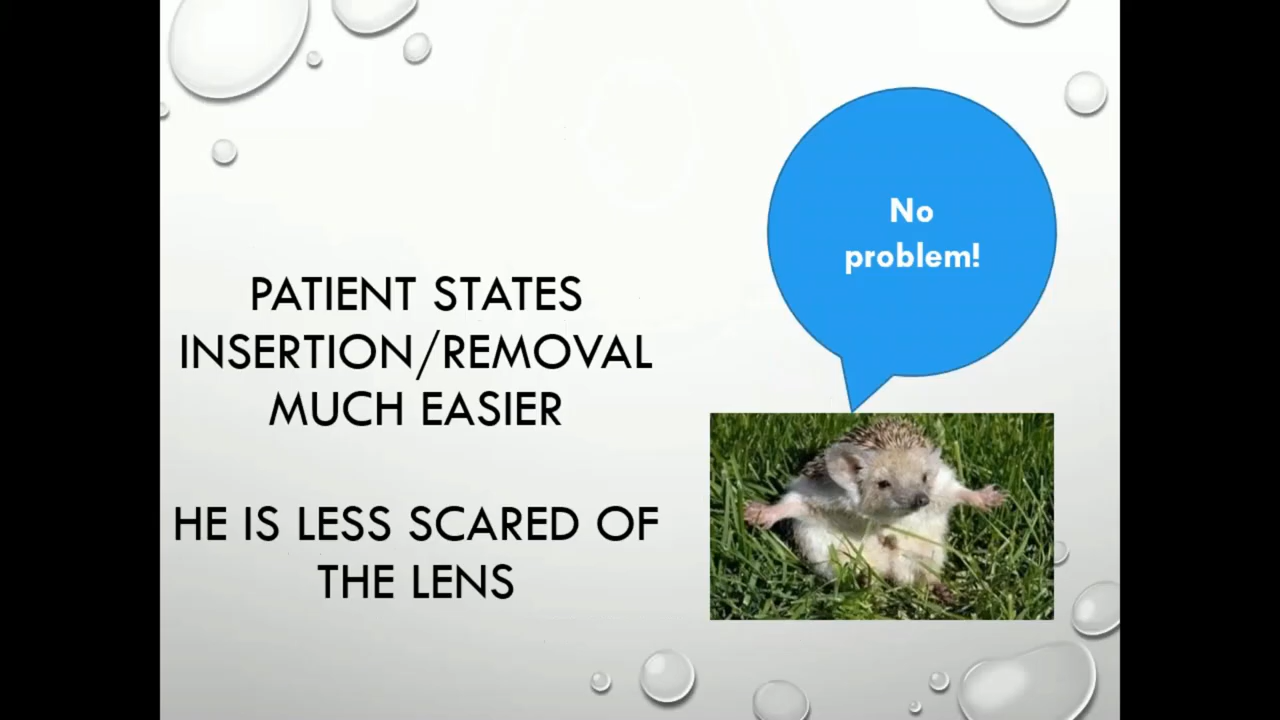 PATIENT STATES
INSERTION/REMOVAL
MUCH EASIER
HE IS LESS SCARED OF
THE LENS
No
problem!